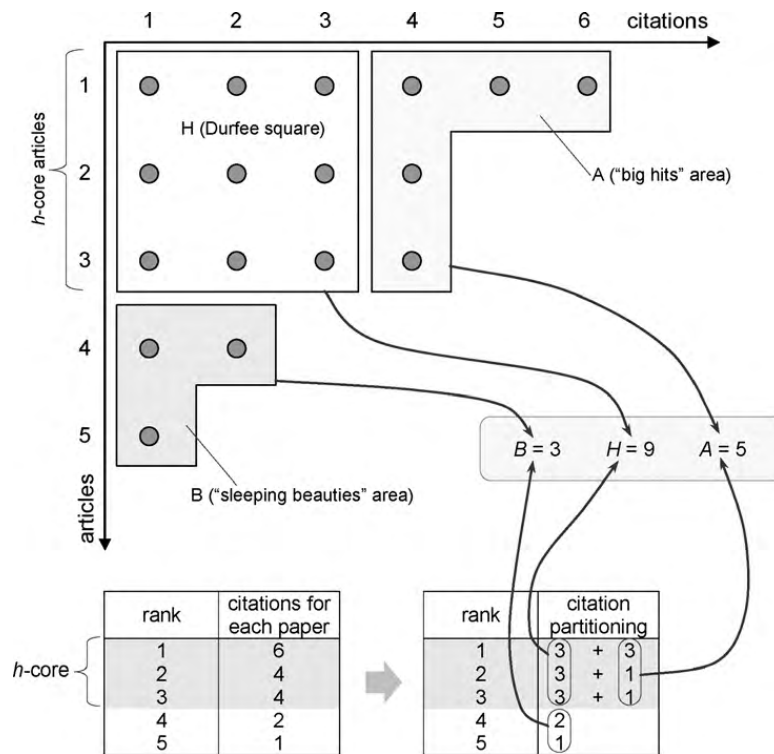 1 2 3 4 5 6 citations
1
H (Durfee square)
A ("big hits" area)
2
3
h-core articles
4
5
B = 3 H = 9 A = 5
B ("sleeping beauties" area)
articles
rank citations for each paper
1 6
2 4
3 4
4 2
5 1
h-core
rank citation partitioning
1 3 + 3
2 3 + 1
3 3 + 1
4 2
5 1